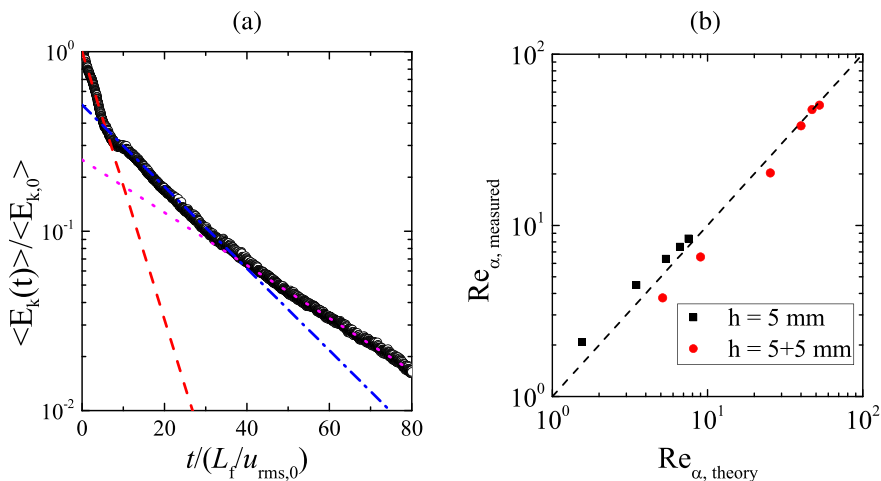 (a)
<E_k(t)>/<E_k,0>
10^0
10^-1
10^-2
0 20 40 60 80
t/(L_f/u_rms,0)
(b)
Re_α, measured
10^2
10^1
10^0
h = 5 mm
h = 5+5 mm
10^0 10^1 10^2
Re_α, theory